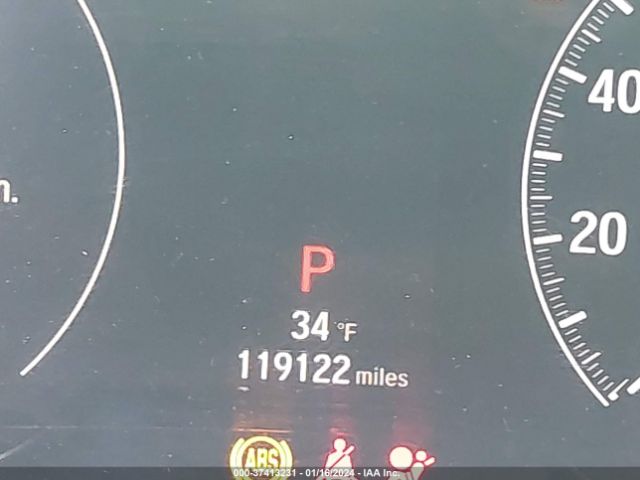 40
20
P
34 °F
119122 miles
ABS
000-37413231 - 01/16/2024 - IAA Inc.